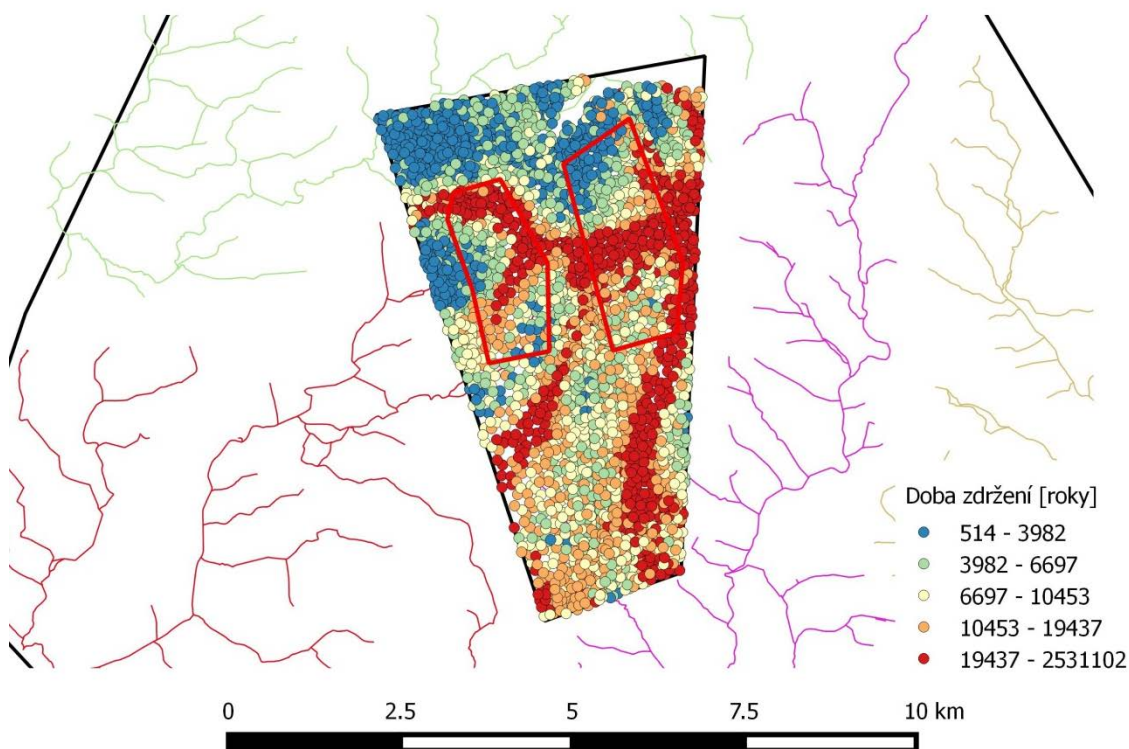 Doba zdržení [roky]
514 - 3982
3982 - 6697
6697 - 10453
10453 - 19437
19437 - 2531102
0 2.5 5 7.5 10 km